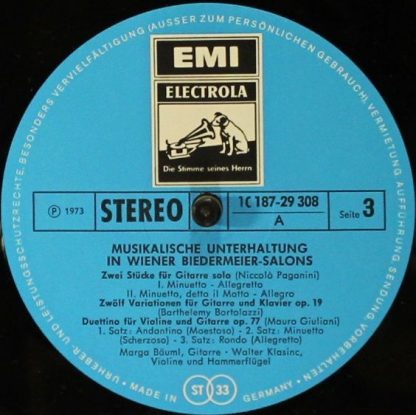 EMI
ELECTROLA
Die Stimme seines Herrn
℗ 1973
STEREO
1C 187-29 308
A
Seite 3
MUSIKALISCHE UNTERHALTUNG
IN WIENER BIEDERMEIER-SALONS
Zwei Stücke für Gitarre solo (Niccolò Paganini)
I. Minuetto - Allegretto
II. Minuetto, detto il Matto - Allegro
Zwölf Variationen für Gitarre und Klavier op. 19
(Barthelemy Bortolazzi)
Duettino für Violine und Gitarre op. 77 (Mauro Giuliani)
1. Satz: Andantino (Maestoso) - 2. Satz: Minuetto
(Scherzoso) - 3. Satz: Rondo (Allegretto)
Marga Bäuml, Gitarre - Walter Klasinc,
Violine und Hammerflügel
URHEBER- UND LEISTUNGSSCHUTZRECHTE, BESONDERS VERVIELFÄLTIGUNG (AUSSER ZUM PERSÖNLICHEN GEBRAUCH) VERMIETUNG, AUFFÜHRUNG, SENDUNG VORBEHALTEN
MADE IN GERMANY
ST 33